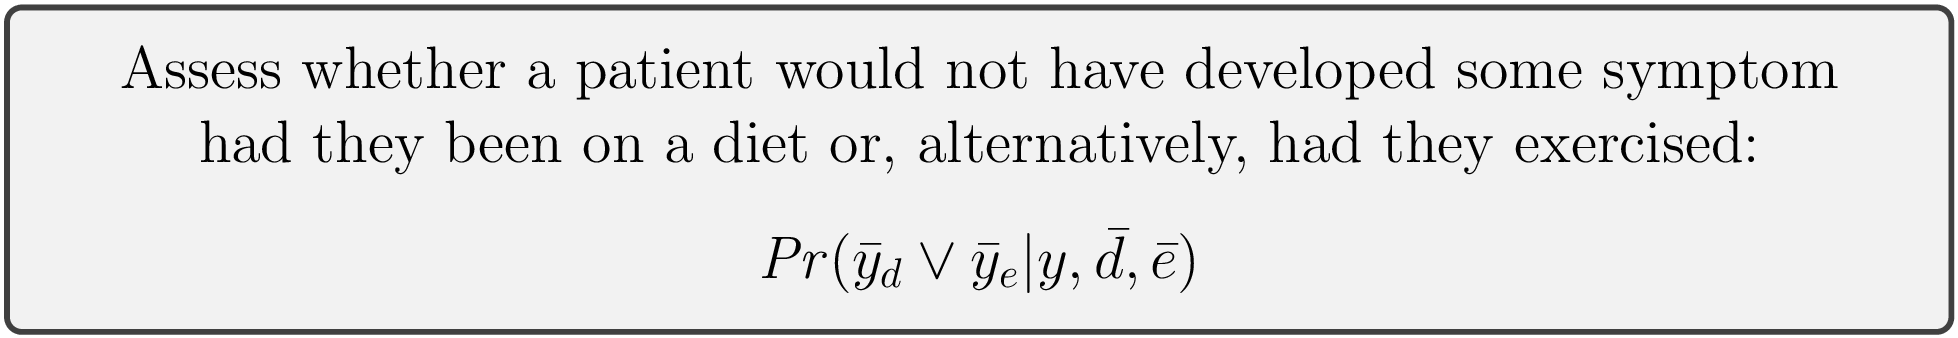 Assess whether a patient would not have developed some symptom
had they been on a diet or, alternatively, had they exercised:
Pr(ȳ_d ∨ ȳ_e|y, d̄, ē)